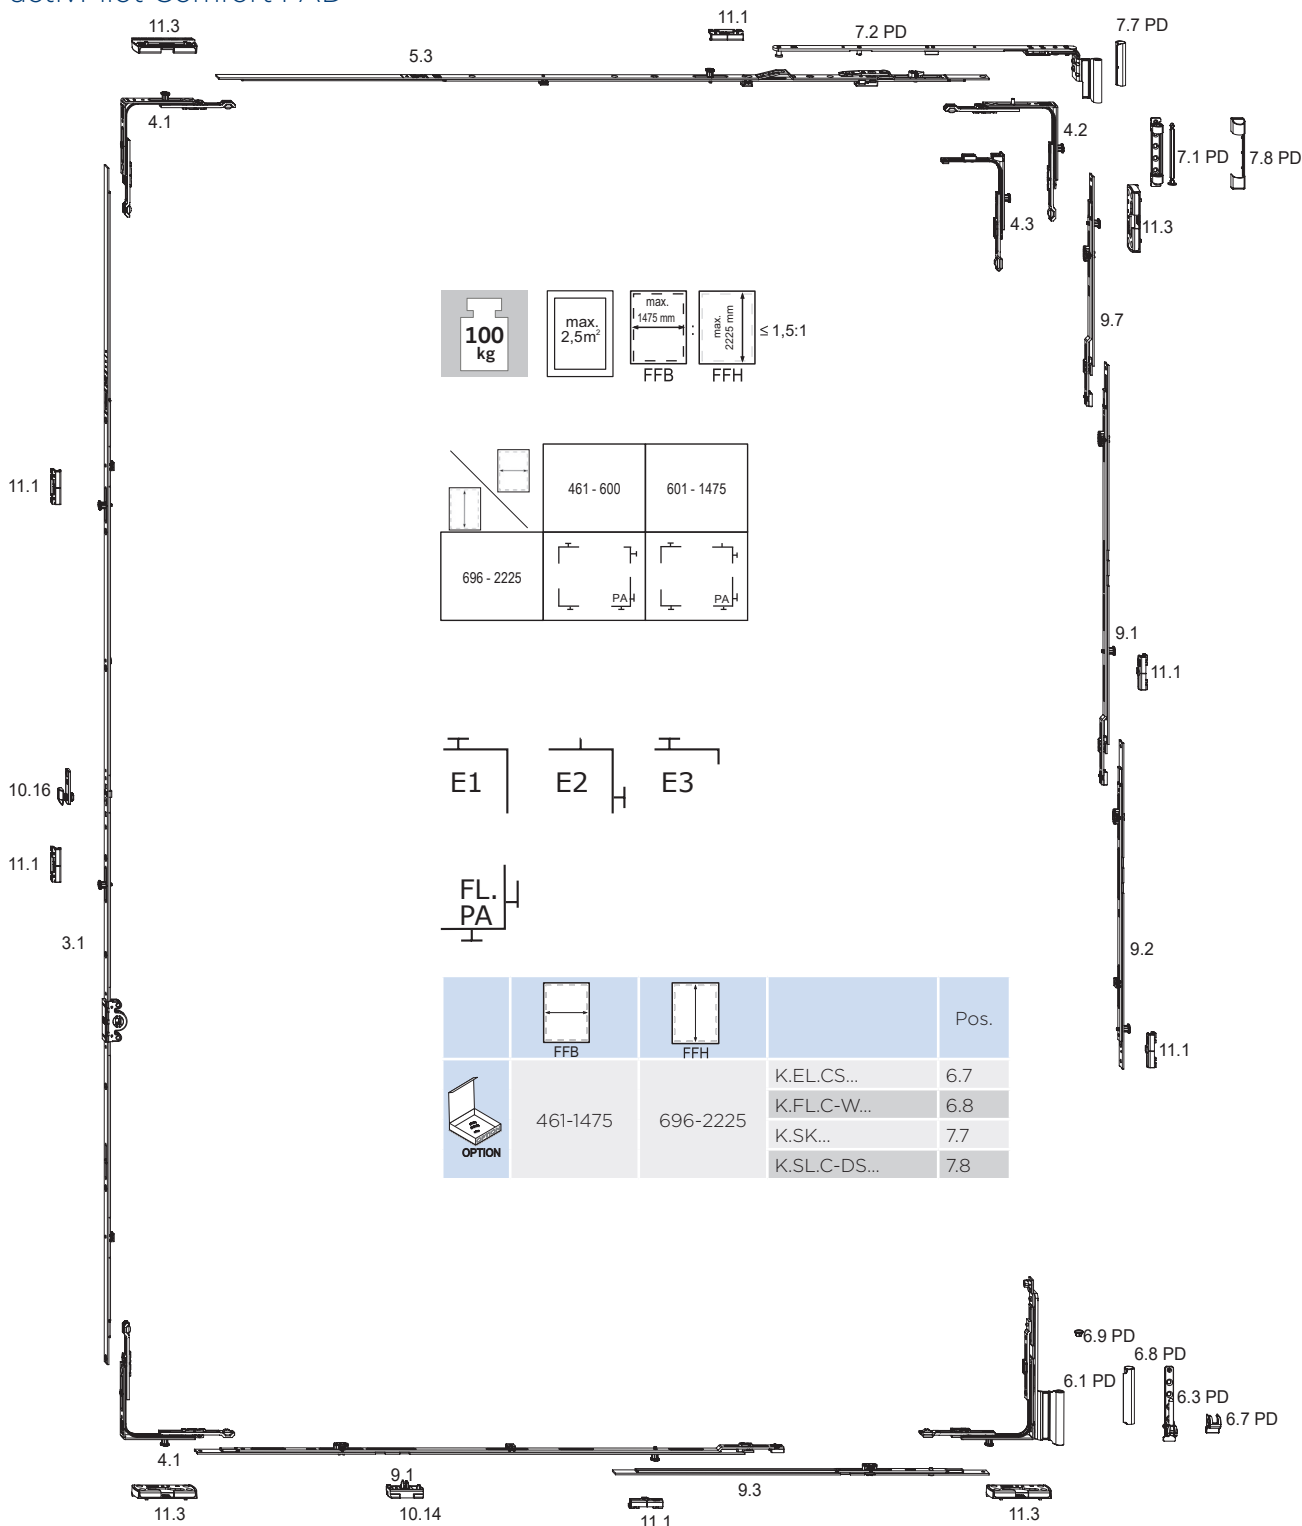 activPilot Comfort PAD
11.3
11.1
7.2 PD
7.7 PD
5.3
4.1
4.2
7.1 PD
7.8 PD
4.3
11.3
9.7
100
kg
max.
2,5m²
max.
1475 mm
FFB
:
max.
2225 mm
FFH
≤ 1,5:1
11.1
461 - 600
601 - 1475
696 - 2225
PA
PA
9.1
11.1
E1
E2
E3
10.16
11.1
FL.
PA
3.1
9.2
11.1
FFB
FFH
Pos.
OPTION
461-1475
696-2225
K.EL.CS...
6.7
K.FL.C-W...
6.8
K.SK...
7.7
K.SL.C-DS...
7.8
6.9 PD
6.8 PD
6.1 PD
6.3 PD
6.7 PD
4.1
9.1
9.3
11.3
10.14
11.1
11.3